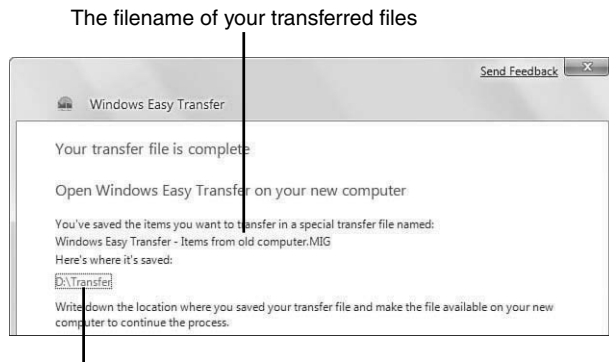 The filename of your transferred files
Send Feedback
X
Windows Easy Transfer
Your transfer file is complete
Open Windows Easy Transfer on your new computer
You've saved the items you want to transfer in a special transfer file named:
Windows Easy Transfer - Items from old computer.MIG
Here's where it's saved:
D:\Transfer
Write down the location where you saved your transfer file and make the file available on your new
computer to continue the process.